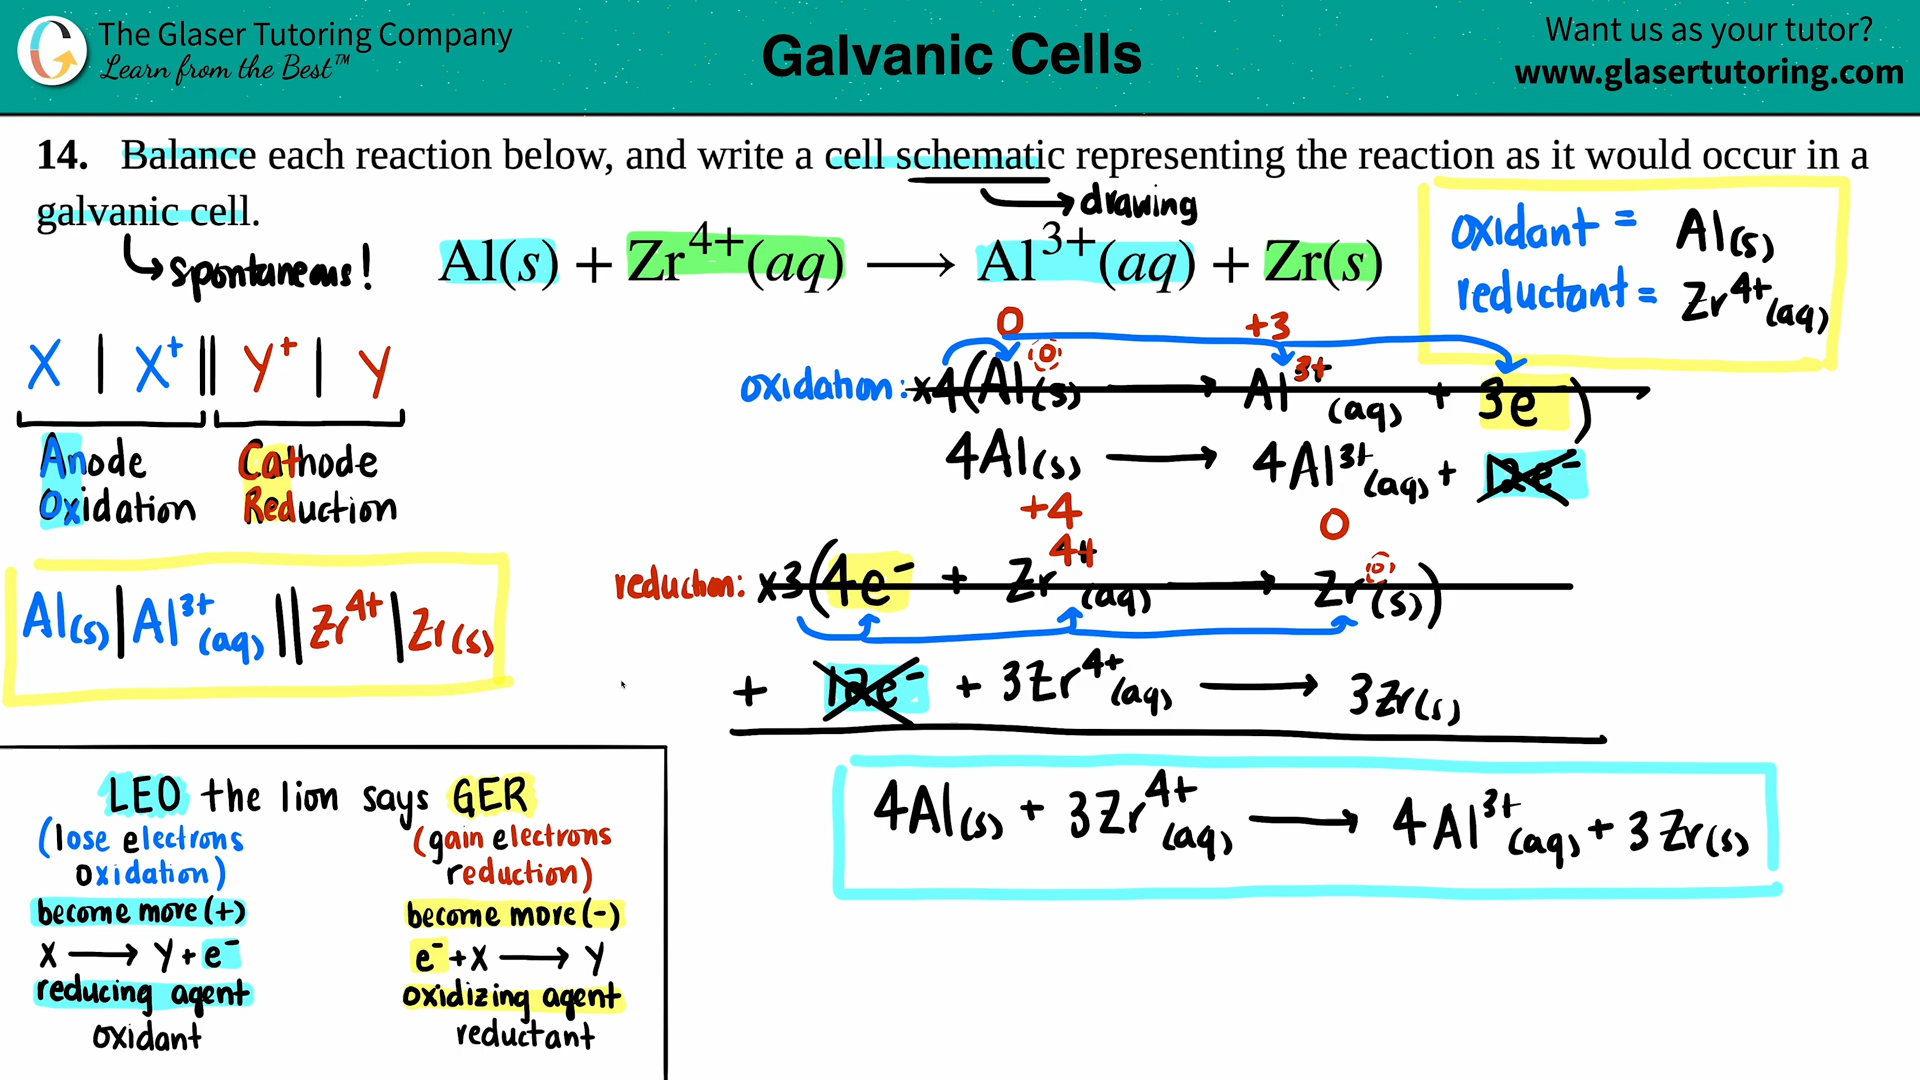 The Glaser Tutoring Company
Learn from the Best™
Galvanic Cells
Want us as your tutor?
www.glasertutoring.com
14. Balance each reaction below, and write a cell schematic representing the reaction as it would occur in a
galvanic cell.
drawing
spontaneous!
Al(s) + Zr⁴⁺(aq) ⟶ Al³⁺(aq) + Zr(s)
oxidant = Al(s)
reductant = Zr⁴⁺(aq)
X | X⁺ || Y⁺ | Y
Anode Cathode
Oxidation Reduction
0 +3
oxidation: x4(Al(s)⁽⁰⁾ ⟶ Al³⁺(aq) + 3e)
4Al(s) ⟶ 4Al³⁺(aq) + 12e⁻
+4 0
reduction: x3(4e⁻ + Zr⁴⁺(aq) ⟶ Zr⁽⁰⁾(s))
+ 12e⁻ + 3Zr⁴⁺(aq) ⟶ 3Zr(s)
4Al(s) + 3Zr⁴⁺(aq) ⟶ 4Al³⁺(aq) + 3Zr(s)
Al(s)|Al³⁺(aq)||Zr⁴⁺|Zr(s)
LEO the lion says GER
(lose electrons
oxidation)
become more (+)
X ⟶ Y + e⁻
reducing agent
oxidant
(gain electrons
reduction)
become more (-)
e⁻ + X ⟶ Y
oxidizing agent
reductant